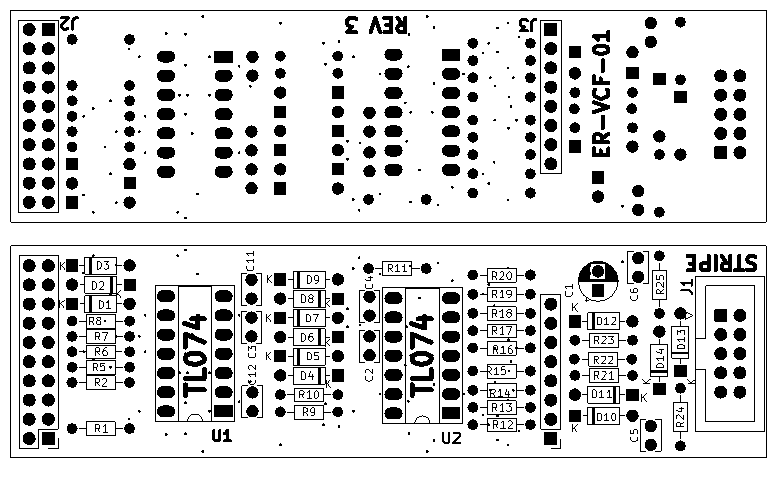 J2
REV 3
J3
ER-VCF-01
K D3
D2 K
K D1
R8
R7
R6
R5
R2
R1
TL074
U1
C11
C3
C12
K D9
D8 K
K D7
D6 K
K D5
D4 K
R10
R9
R11
C4
C2
TL074
U2
R20
R19
R18
R17
R16
R15
R14
R13
R12
C1
K D12
R23
R22
R21
D11 K
D10
K
C6
C5
R25
D14
K
D13
K
R24
STRIPE
J1